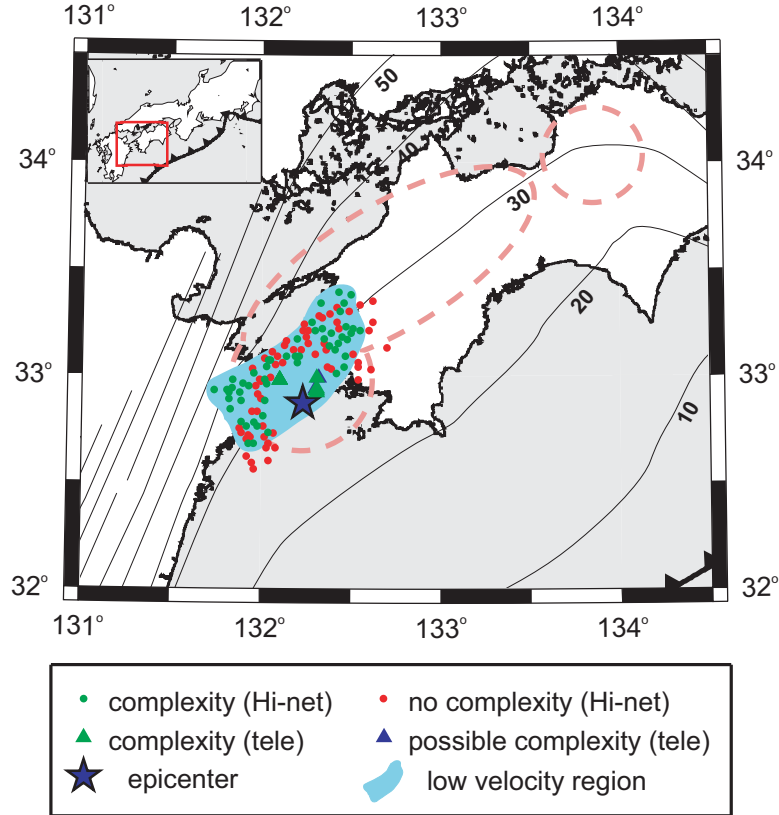 131° 132° 133° 134°
50
40
34° 34°
30
20
33° 33°
10
32° 32°
131° 132° 133° 134°
complexity (Hi-net) no complexity (Hi-net)
complexity (tele) possible complexity (tele)
epicenter low velocity region